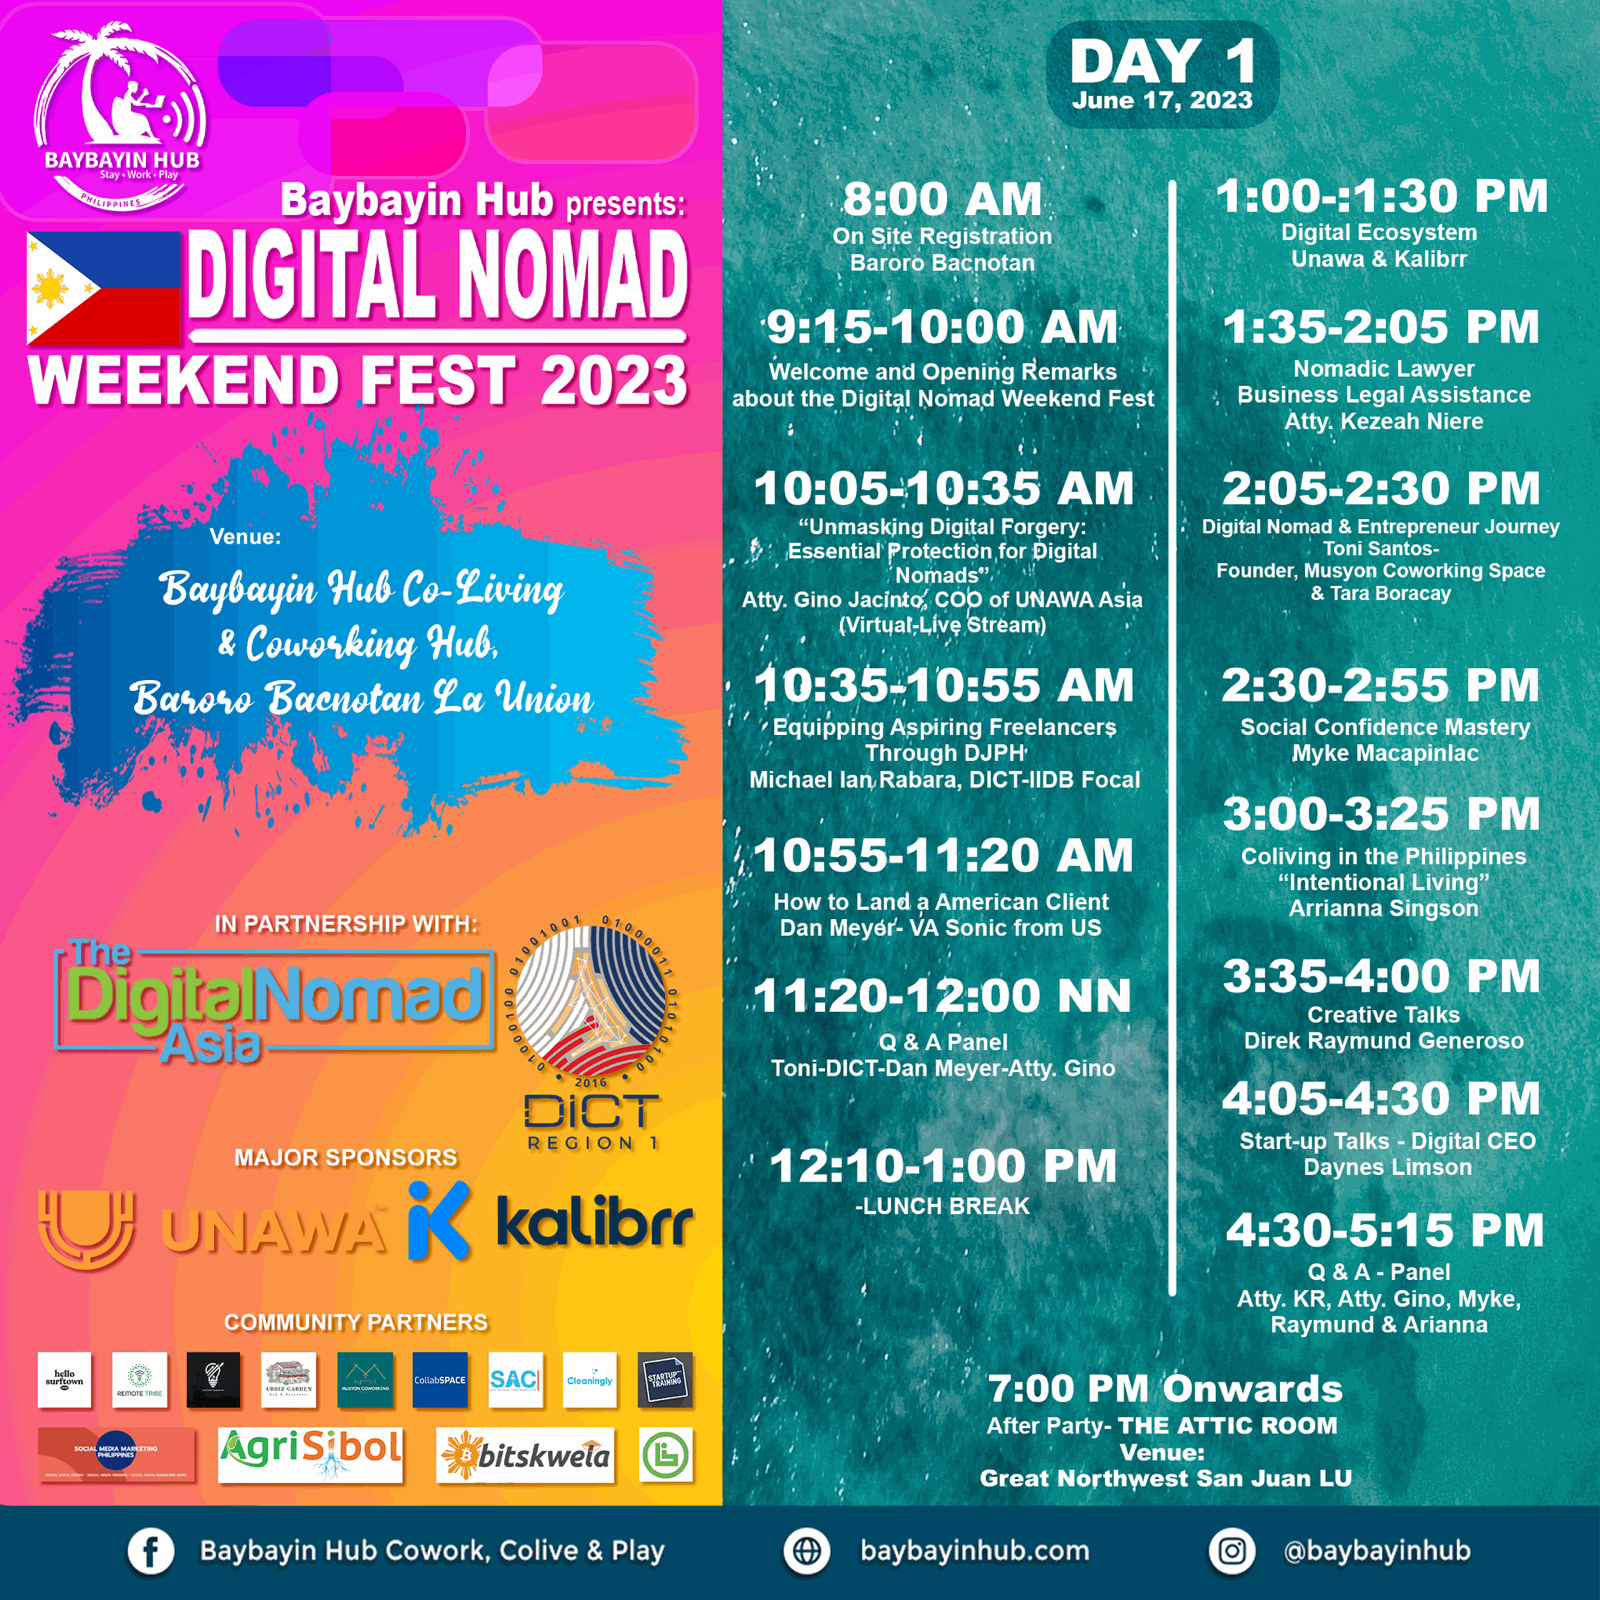 BAYBAYIN HUB
Stay • Work • Play
PHILIPPINES
Baybayin Hub presents:
DIGITAL NOMAD
WEEKEND FEST 2023
Venue:
Baybayin Hub Co-Living
& Coworking Hub,
Baroro Bacnotan La Union
IN PARTNERSHIP WITH:
The
DigitalNomad
Asia
2016
DICT
REGION 1
MAJOR SPONSORS
UNAWA
kalibrr
COMMUNITY PARTNERS
hello
surftown
REMOTE TRIBE
URBIZ GARDEN
MUSYON COWORKING
CollabSPACE
SAC
Cleaningly
STARTUP
TRAINING
SOCIAL MEDIA MARKETING
PHILIPPINES
AgriSibol
bitskwela
DAY 1
June 17, 2023
8:00 AM
On Site Registration
Baroro Bacnotan
9:15-10:00 AM
Welcome and Opening Remarks
about the Digital Nomad Weekend Fest
10:05-10:35 AM
“Unmasking Digital Forgery:
Essential Protection for Digital
Nomads”
Atty. Gino Jacinto, COO of UNAWA Asia
(Virtual-Live Stream)
10:35-10:55 AM
Equipping Aspiring Freelancers
Through DJPH
Michael Ian Rabara, DICT-IIDB Focal
10:55-11:20 AM
How to Land a American Client
Dan Meyer- VA Sonic from US
11:20-12:00 NN
Q & A Panel
Toni-DICT-Dan Meyer-Atty. Gino
12:10-1:00 PM
-LUNCH BREAK
1:00-:1:30 PM
Digital Ecosystem
Unawa & Kalibrr
1:35-2:05 PM
Nomadic Lawyer
Business Legal Assistance
Atty. Kezeah Niere
2:05-2:30 PM
Digital Nomad & Entrepreneur Journey
Toni Santos-
Founder, Musyon Coworking Space
& Tara Boracay
2:30-2:55 PM
Social Confidence Mastery
Myke Macapinlac
3:00-3:25 PM
Coliving in the Philippines
“Intentional Living”
Arrianna Singson
3:35-4:00 PM
Creative Talks
Direk Raymund Generoso
4:05-4:30 PM
Start-up Talks - Digital CEO
Daynes Limson
4:30-5:15 PM
Q & A - Panel
Atty. KR, Atty. Gino, Myke,
Raymund & Arianna
7:00 PM Onwards
After Party- THE ATTIC ROOM
Venue:
Great Northwest San Juan LU
Baybayin Hub Cowork, Colive & Play
baybayinhub.com
@baybayinhub